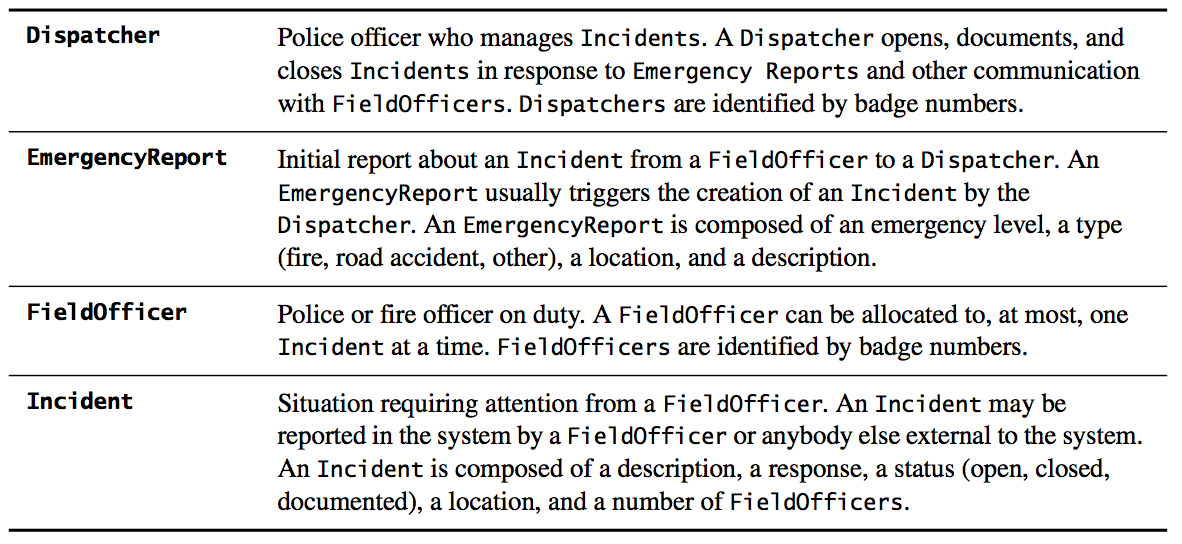 Dispatcher Police officer who manages Incidents. A Dispatcher opens, documents, and
closes Incidents in response to Emergency Reports and other communication
with FieldOfficers. Dispatchers are identified by badge numbers.
EmergencyReport Initial report about an Incident from a FieldOfficer to a Dispatcher. An
EmergencyReport usually triggers the creation of an Incident by the
Dispatcher. An EmergencyReport is composed of an emergency level, a type
(fire, road accident, other), a location, and a description.
FieldOfficer Police or fire officer on duty. A FieldOfficer can be allocated to, at most, one
Incident at a time. FieldOfficers are identified by badge numbers.
Incident Situation requiring attention from a FieldOfficer. An Incident may be
reported in the system by a FieldOfficer or anybody else external to the system.
An Incident is composed of a description, a response, a status (open, closed,
documented), a location, and a number of FieldOfficers.